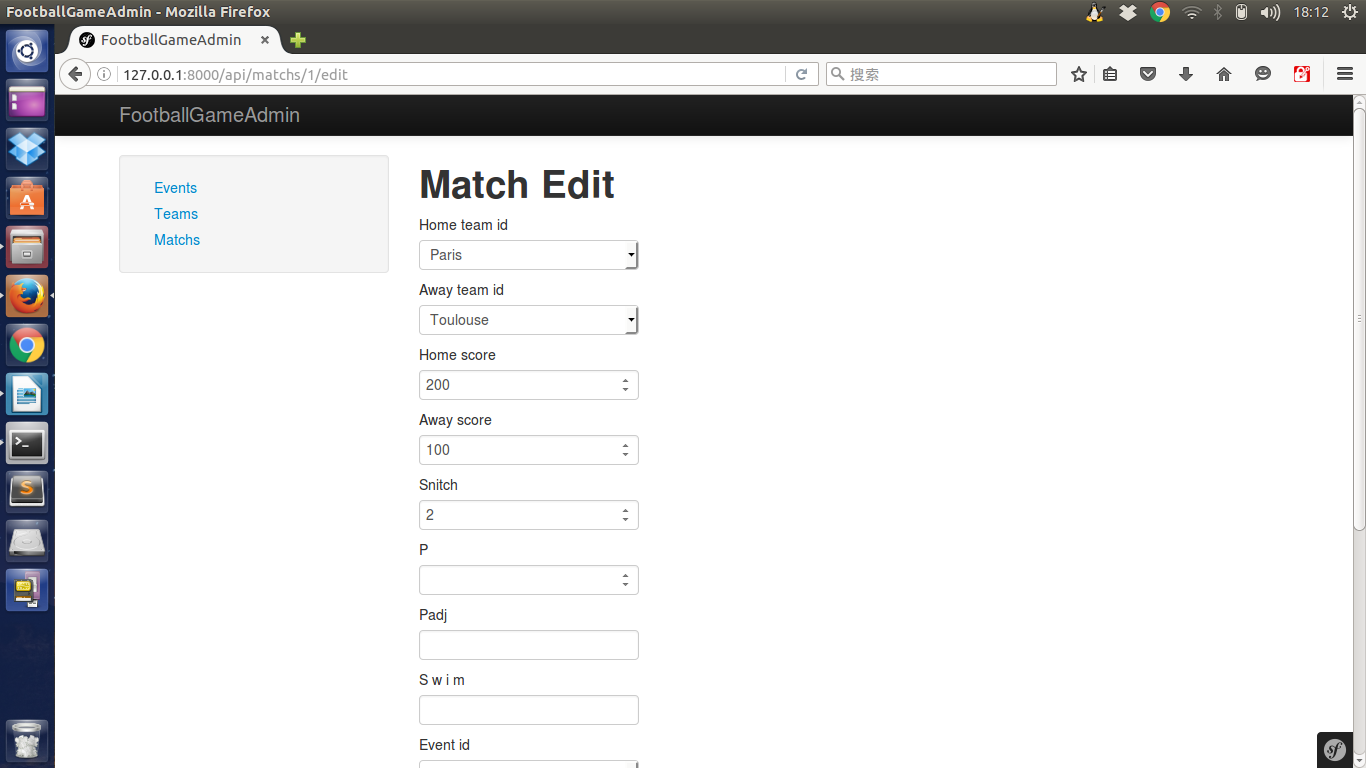 FootballGameAdmin - Mozilla Firefox
18:12
FootballGameAdmin
127.0.0.1:8000/api/matchs/1/edit
搜索
FootballGameAdmin
Events
Teams
Matchs
Match Edit
Home team id
Paris
Away team id
Toulouse
Home score
200
Away score
100
Snitch
2
P
Padj
S w i m
Event id